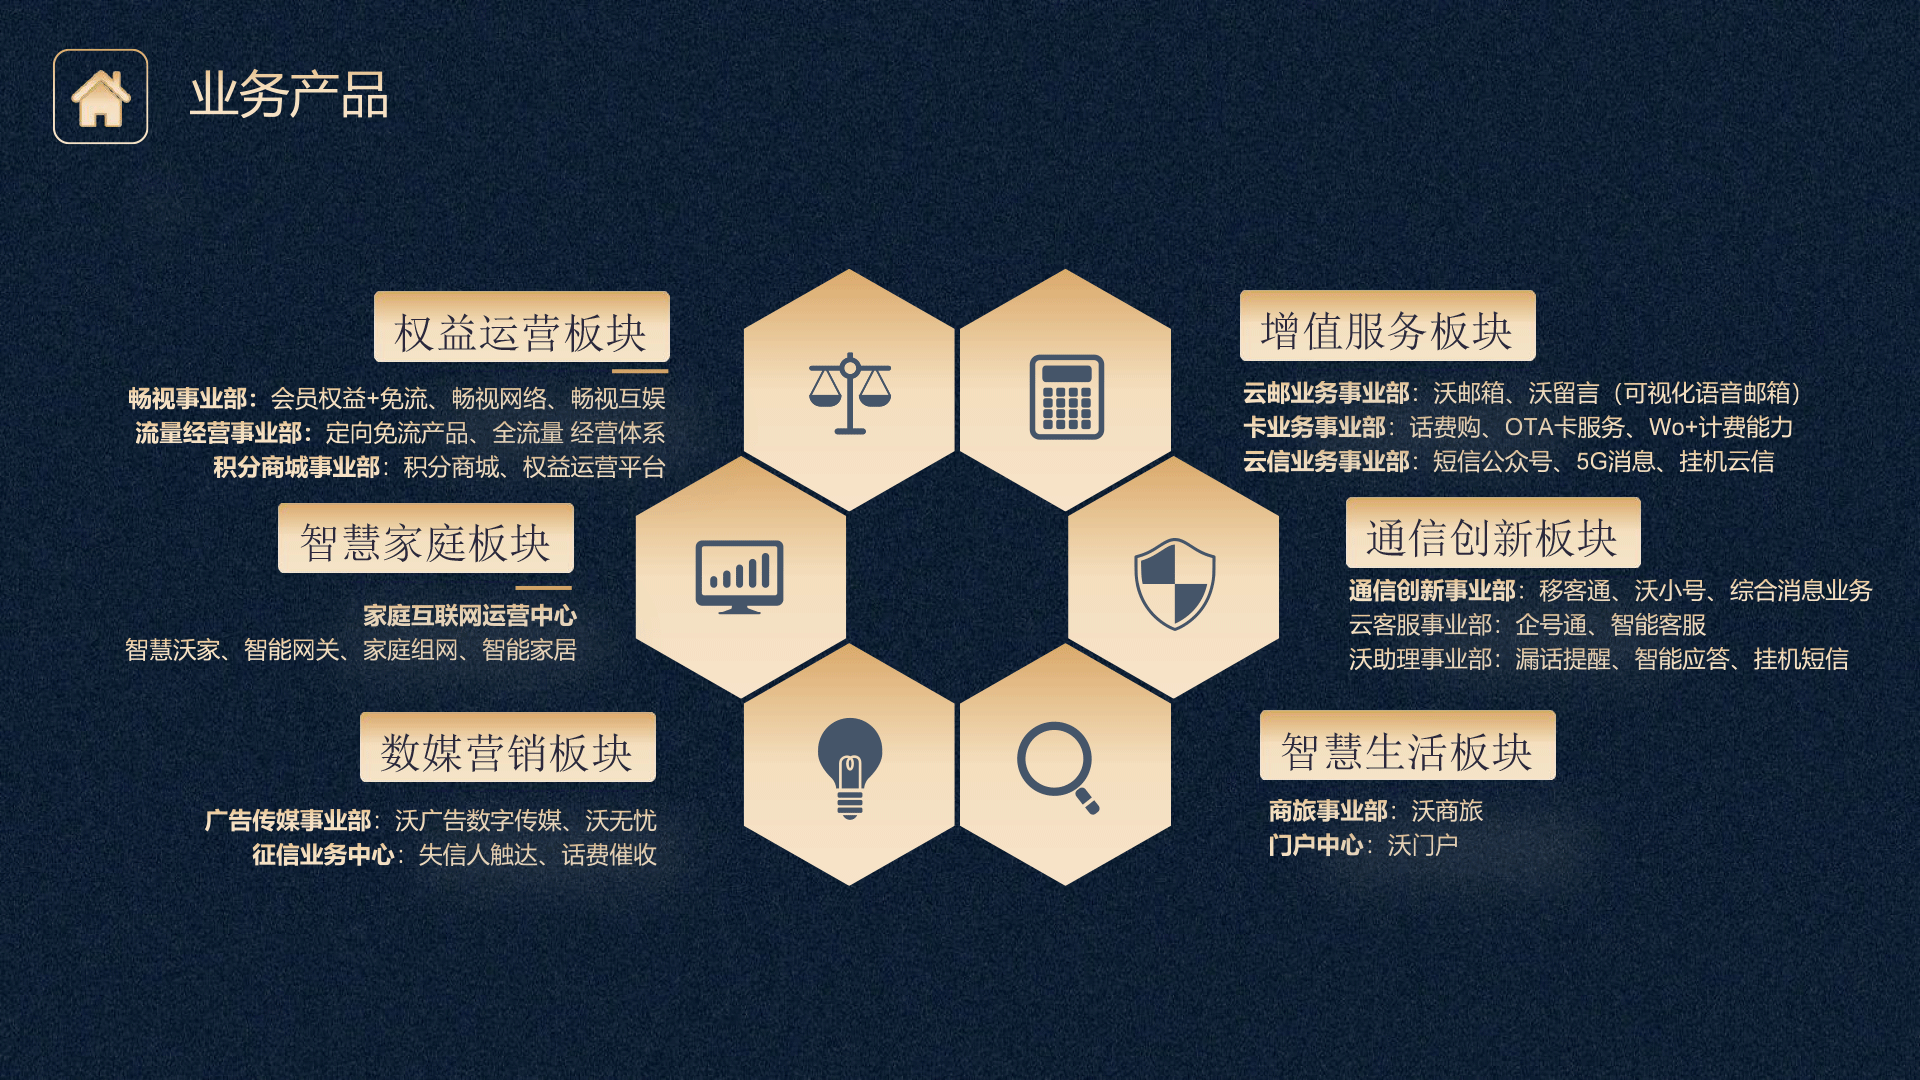 业务产品
权益运营板块
畅视事业部：会员权益+免流、畅视网络、畅视互娱
流量经营事业部：定向免流产品、全流量 经营体系
积分商城事业部：积分商城、权益运营平台
智慧家庭板块
家庭互联网运营中心
智慧沃家、智能网关、家庭组网、智能家居
数媒营销板块
广告传媒事业部：沃广告数字传媒、沃无忧
征信业务中心：失信人触达、话费催收
增值服务板块
云邮业务事业部：沃邮箱、沃留言（可视化语音邮箱）
卡业务事业部：话费购、OTA卡服务、Wo+计费能力
云信业务事业部：短信公众号、5G消息、挂机云信
通信创新板块
通信创新事业部：移客通、沃小号、综合消息业务
云客服事业部：企号通、智能客服
沃助理事业部：漏话提醒、智能应答、挂机短信
智慧生活板块
商旅事业部：沃商旅
门户中心：沃门户